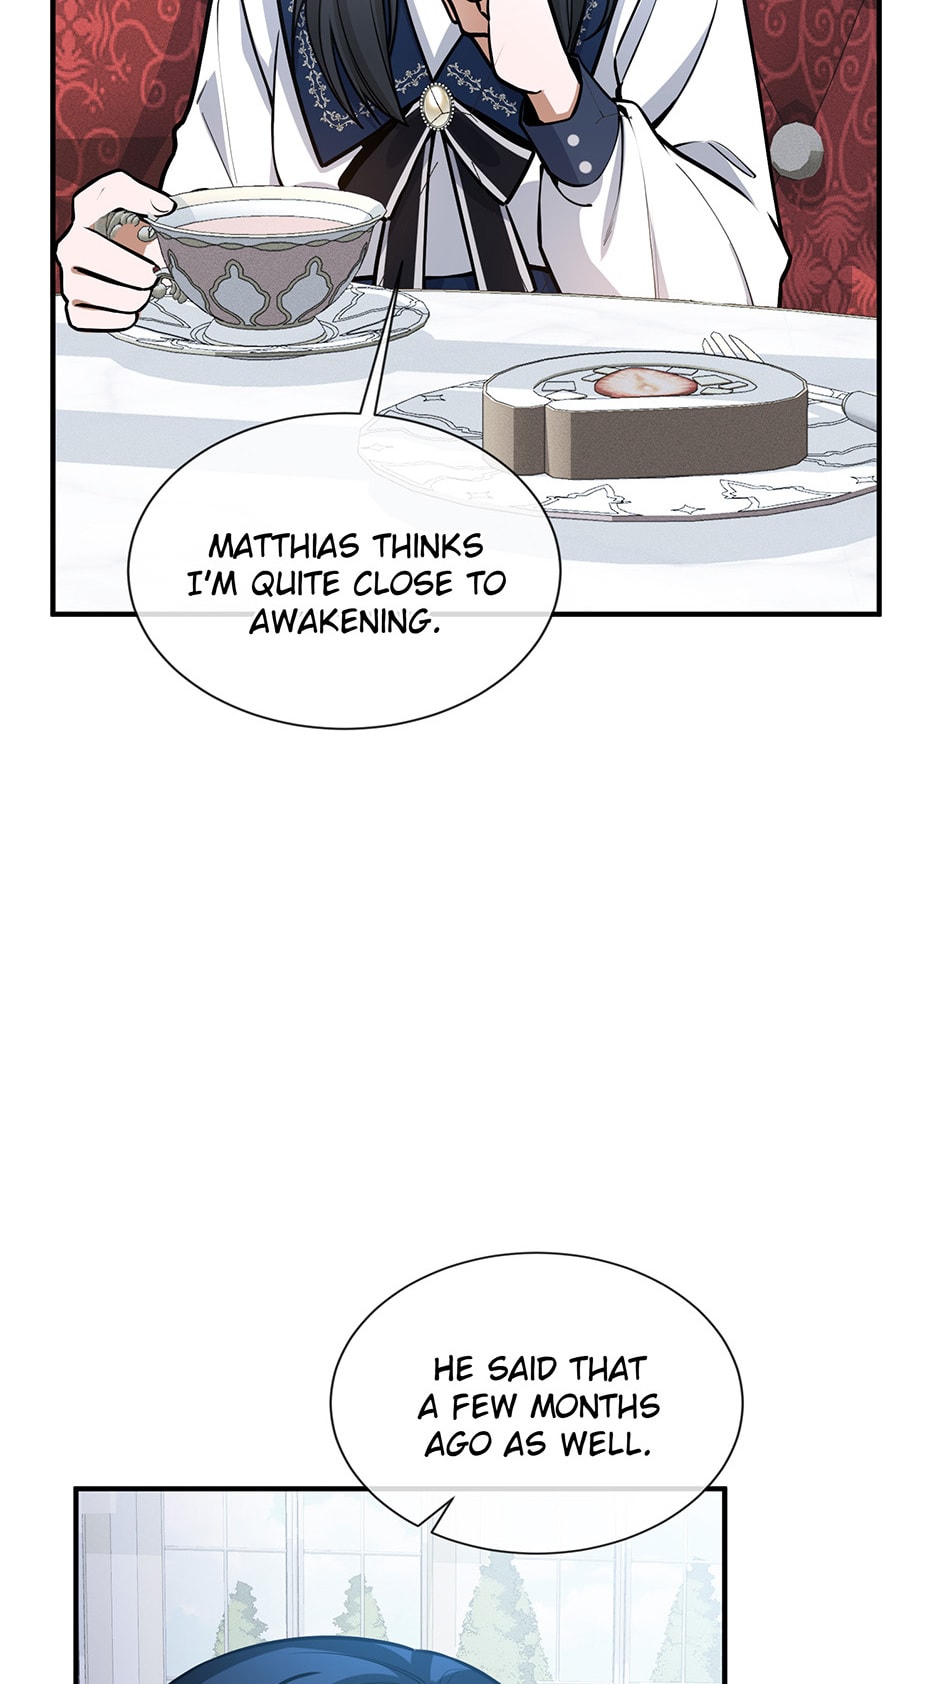 MATTHIAS THINKS
I'M QUITE CLOSE TO
AWAKENING.
HE SAID THAT
A FEW MONTHS
AGO AS WELL.